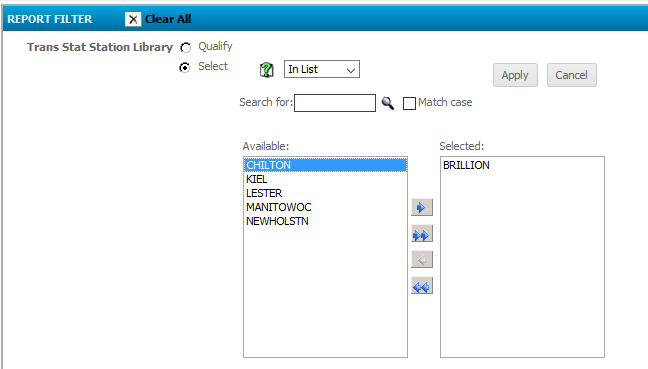 REPORT FILTER Clear All
Trans Stat Station Library Qualify
Select In List Apply Cancel
Search for: Match case
Available: Selected:
CHILTON BRILLION
KIEL
LESTER
MANITOWOC
NEWHOLSTN